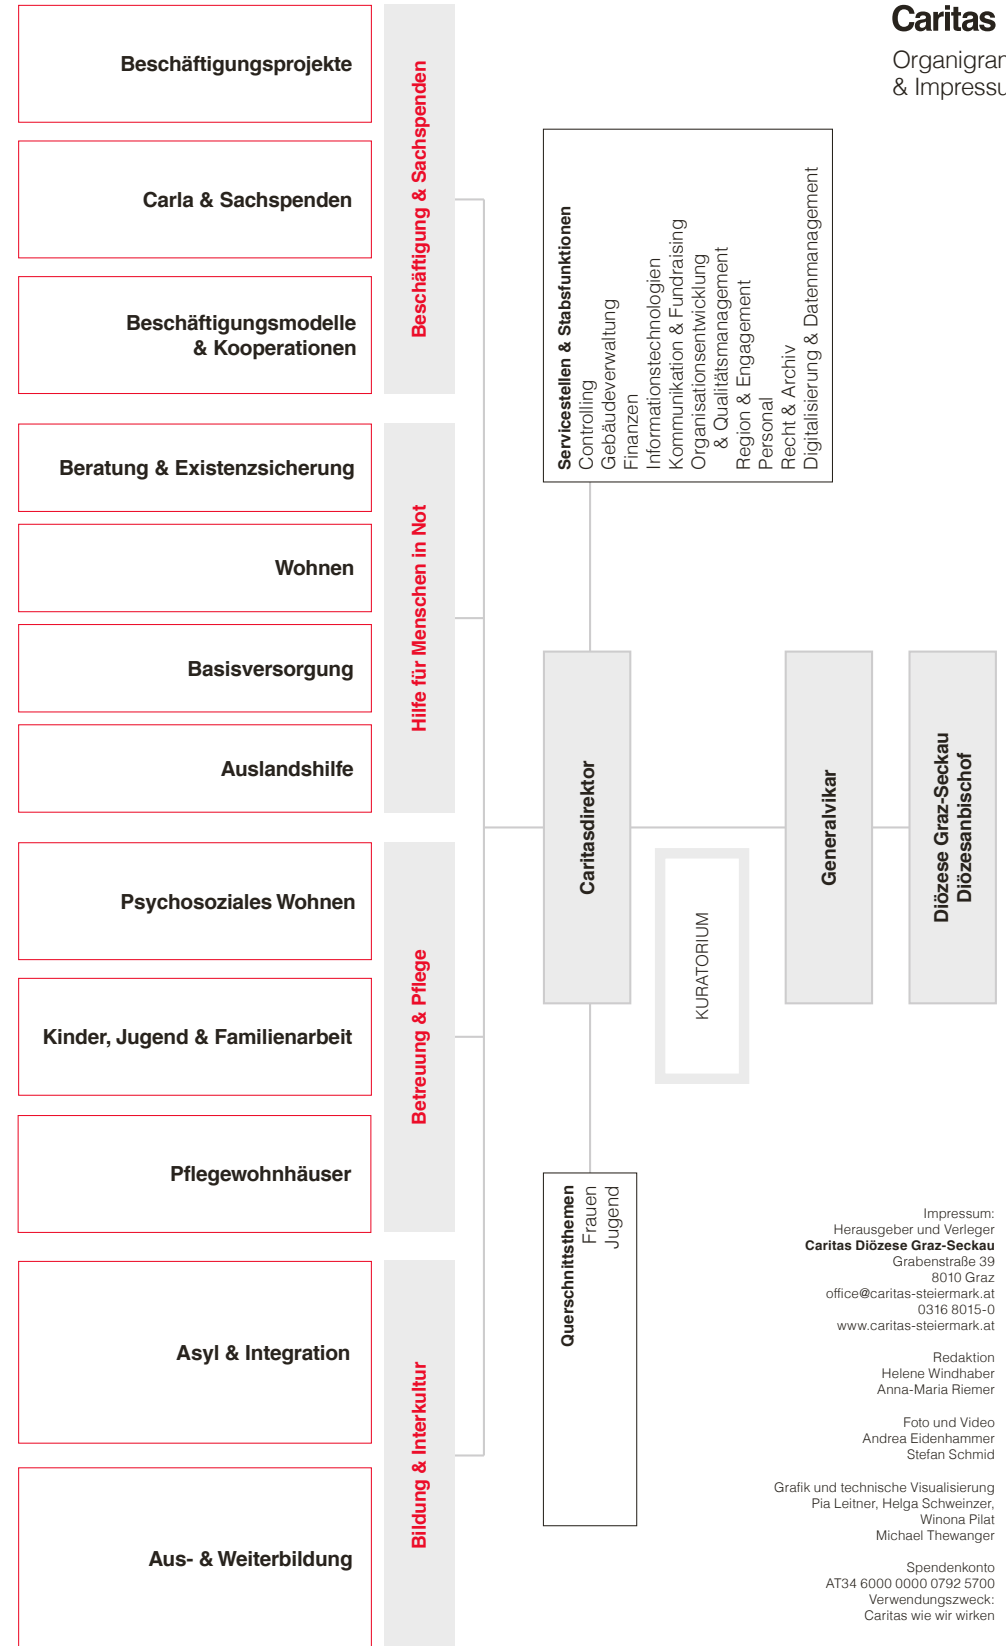 Caritas
& 
Beschäftigungsprojekte
Carla & Sachspenden
Beschäftigungsmodelle
& Kooperationen
Beschäftigung & Sachspenden
Beratung & Existenzsicherung
Wohnen
Basisversorgung
Auslandshilfe
Hilfe für Menschen in Not
Psychosoziales Wohnen
Kinder, Jugend & Familienarbeit
Pflegewohnhäuser
Betreuung & Pflege
Asyl & Integration
Aus- & Weiterbildung
Bildung & Interkultur
Servicestellen & Stabsfunktionen
Controlling
Gebäudeverwaltung
Finanzen
Informationstechnologien
Kommunikation & Fundraising
Organisationsentwicklung
& Qualitätsmanagement
Region & Engagement
Personal
Recht & Archiv
Digitalisierung & Datenmanagement
Caritasdirektor
KURATORIUM
Generalvikar
Diözese Graz-Seckau
Diözesanbischof
Querschnittsthemen
Frauen
Jugend
Impressum:
Herausgeber und Verleger
Caritas Diözese Graz-Seckau
Grabenstraße 39
8010 Graz
office@caritas-steiermark.at
0316 8015-0
www.caritas-steiermark.at
Redaktion
Helene Windhaber
Anna-Maria Riemer
Foto und Video
Andrea Eidenhammer
Stefan Schmid
Grafik und technische Visualisierung
Pia Leitner, Helga Schweinzer,
Winona Pilat
Michael Thewanger
Spendenkonto
AT34 6000 0000 0792 5700
Verwendungszweck:
Caritas wie wir wirken